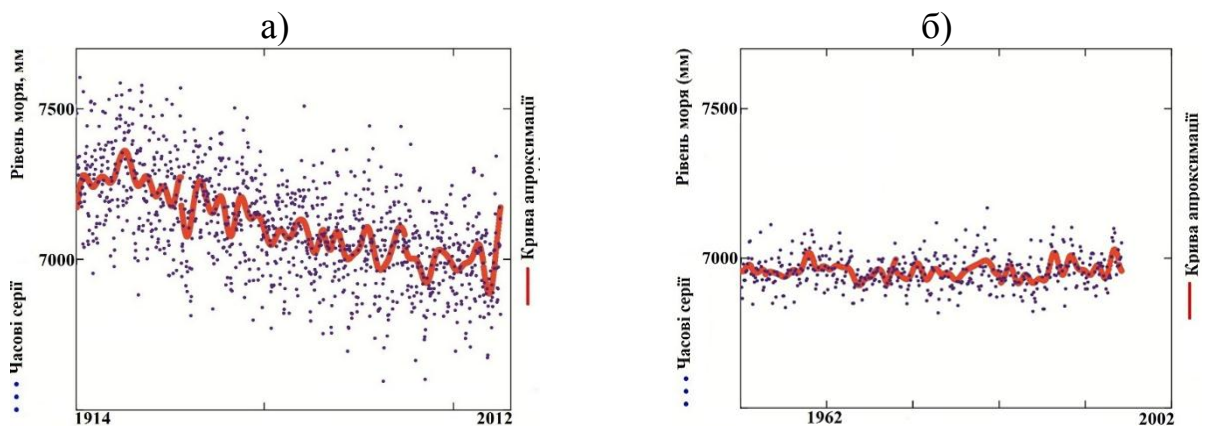 а)
Рівень моря, мм
7500
7000
• • • Часові серії
Крива апроксимації
1914
2012
б)
Рівень моря (мм)
7500
7000
• • • Часові серії
Крива апроксимації
1962
2002